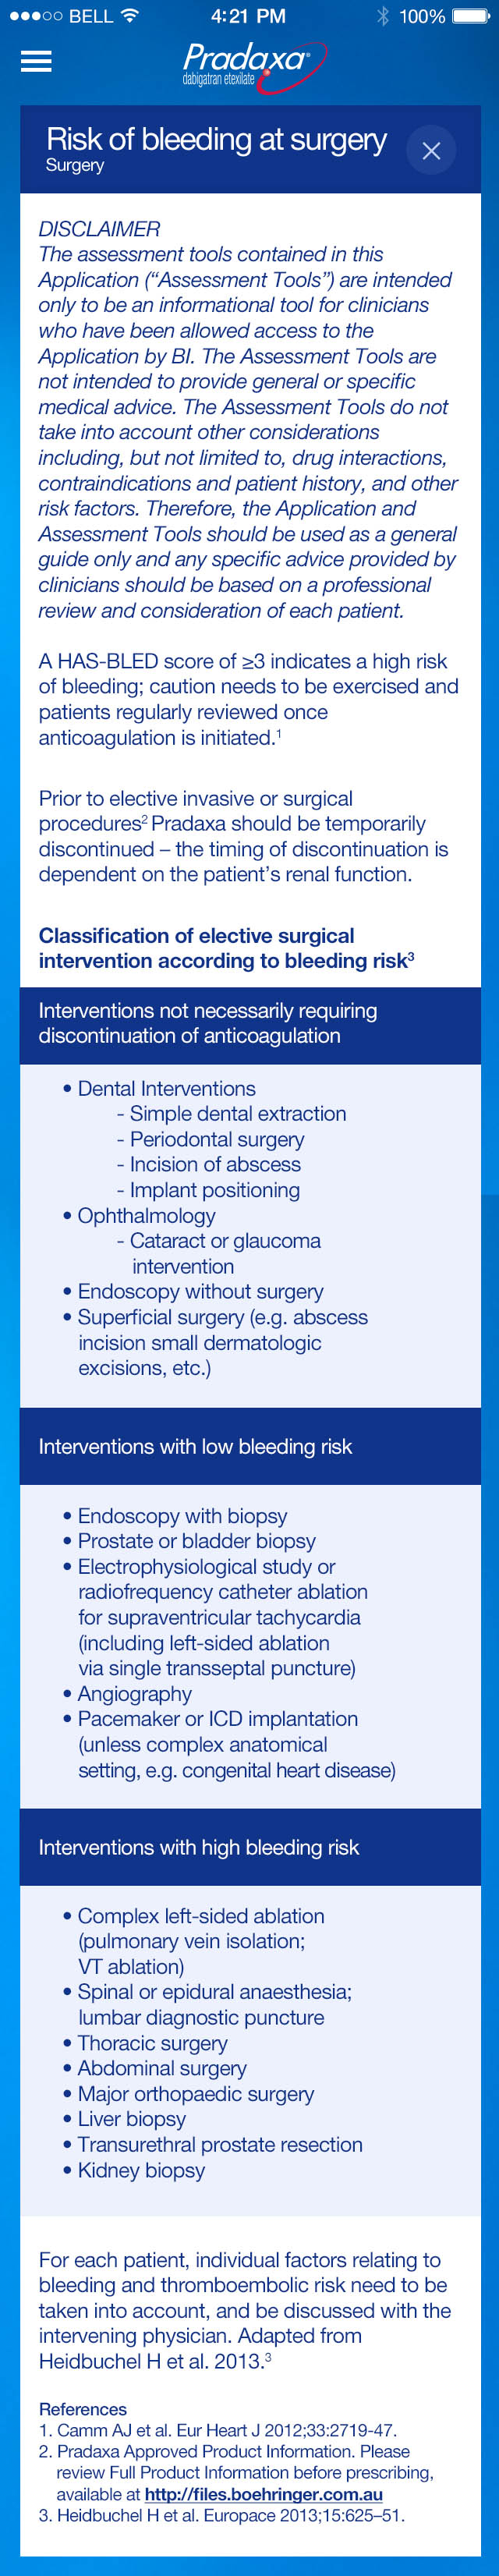 BELL 4:21 PM 100%
Pradaxa®
dabigatran etexilate
Risk of bleeding at surgery
Surgery
DISCLAIMER
The assessment tools contained in this
Application (“Assessment Tools”) are intended
only to be an informational tool for clinicians
who have been allowed access to the
Application by BI. The Assessment Tools are
not intended to provide general or specific
medical advice. The Assessment Tools do not
take into account other considerations
including, but not limited to, drug interactions,
contraindications and patient history, and other
risk factors. Therefore, the Application and
Assessment Tools should be used as a general
guide only and any specific advice provided by
clinicians should be based on a professional
review and consideration of each patient.
A HAS-BLED score of ≥3 indicates a high risk
of bleeding; caution needs to be exercised and
patients regularly reviewed once
anticoagulation is initiated.¹
Prior to elective invasive or surgical
procedures² Pradaxa should be temporarily
discontinued – the timing of discontinuation is
dependent on the patient’s renal function.
Classification of elective surgical
intervention according to bleeding risk³
Interventions not necessarily requiring
discontinuation of anticoagulation
• Dental Interventions
- Simple dental extraction
- Periodontal surgery
- Incision of abscess
- Implant positioning
• Ophthalmology
- Cataract or glaucoma
intervention
• Endoscopy without surgery
• Superficial surgery (e.g. abscess
incision small dermatologic
excisions, etc.)
Interventions with low bleeding risk
• Endoscopy with biopsy
• Prostate or bladder biopsy
• Electrophysiological study or
radiofrequency catheter ablation
for supraventricular tachycardia
(including left-sided ablation
via single transseptal puncture)
• Angiography
• Pacemaker or ICD implantation
(unless complex anatomical
setting, e.g. congenital heart disease)
Interventions with high bleeding risk
• Complex left-sided ablation
(pulmonary vein isolation;
VT ablation)
• Spinal or epidural anaesthesia;
lumbar diagnostic puncture
• Thoracic surgery
• Abdominal surgery
• Major orthopaedic surgery
• Liver biopsy
• Transurethral prostate resection
• Kidney biopsy
For each patient, individual factors relating to
bleeding and thromboembolic risk need to be
taken into account, and be discussed with the
intervening physician. Adapted from
Heidbuchel H et al. 2013.³
References
1. Camm AJ et al. Eur Heart J 2012;33:2719-47.
2. Pradaxa Approved Product Information. Please
review Full Product Information before prescribing,
available at http://files.boehringer.com.au
3. Heidbuchel H et al. Europace 2013;15:625–51.